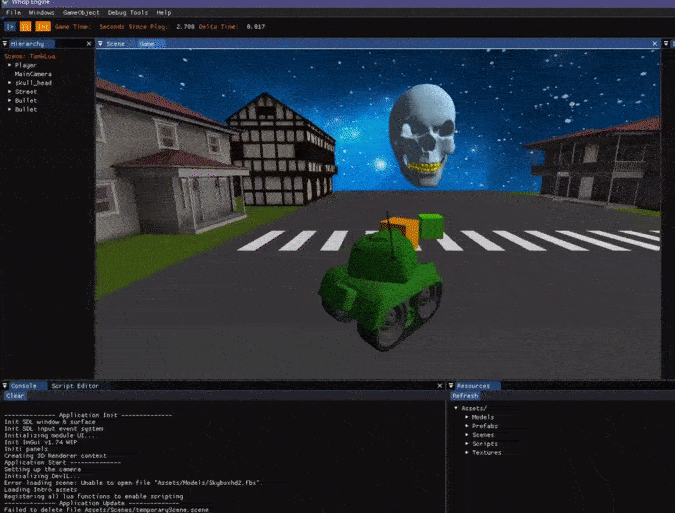 Whisp Engine
File Windows GameObject Debug Tools Help
Game Time: Seconds Since Play: 2.700 Delta Time: 0.017
Hierarchy
Scene Game
Scene: TankLua
Player
MainCamera
skull_head
Street
Bullet
Bullet
Console Script Editor
Clear
-------------- Application Init --------------
Init SDL window & surface
Init SDL input event system
Initializing module UI...
Init ImGui v1.74 WIP
Initi panels
Creating 3D Renderer context
Application Start --------------
Setting up the camera
Initializing DevIL...
Error loading scene: Unable to open file "Assets/Models/Skyboxhd2.fbx".
Loading Intro assets
Registering all lua functions to enable scripting
-------------- Application Update --------------
Failed to delete file Assets/Scenes/temporaryScene.scene
Resources
Refresh
Assets/
Models
Prefabs
Scenes
Scripts
Textures